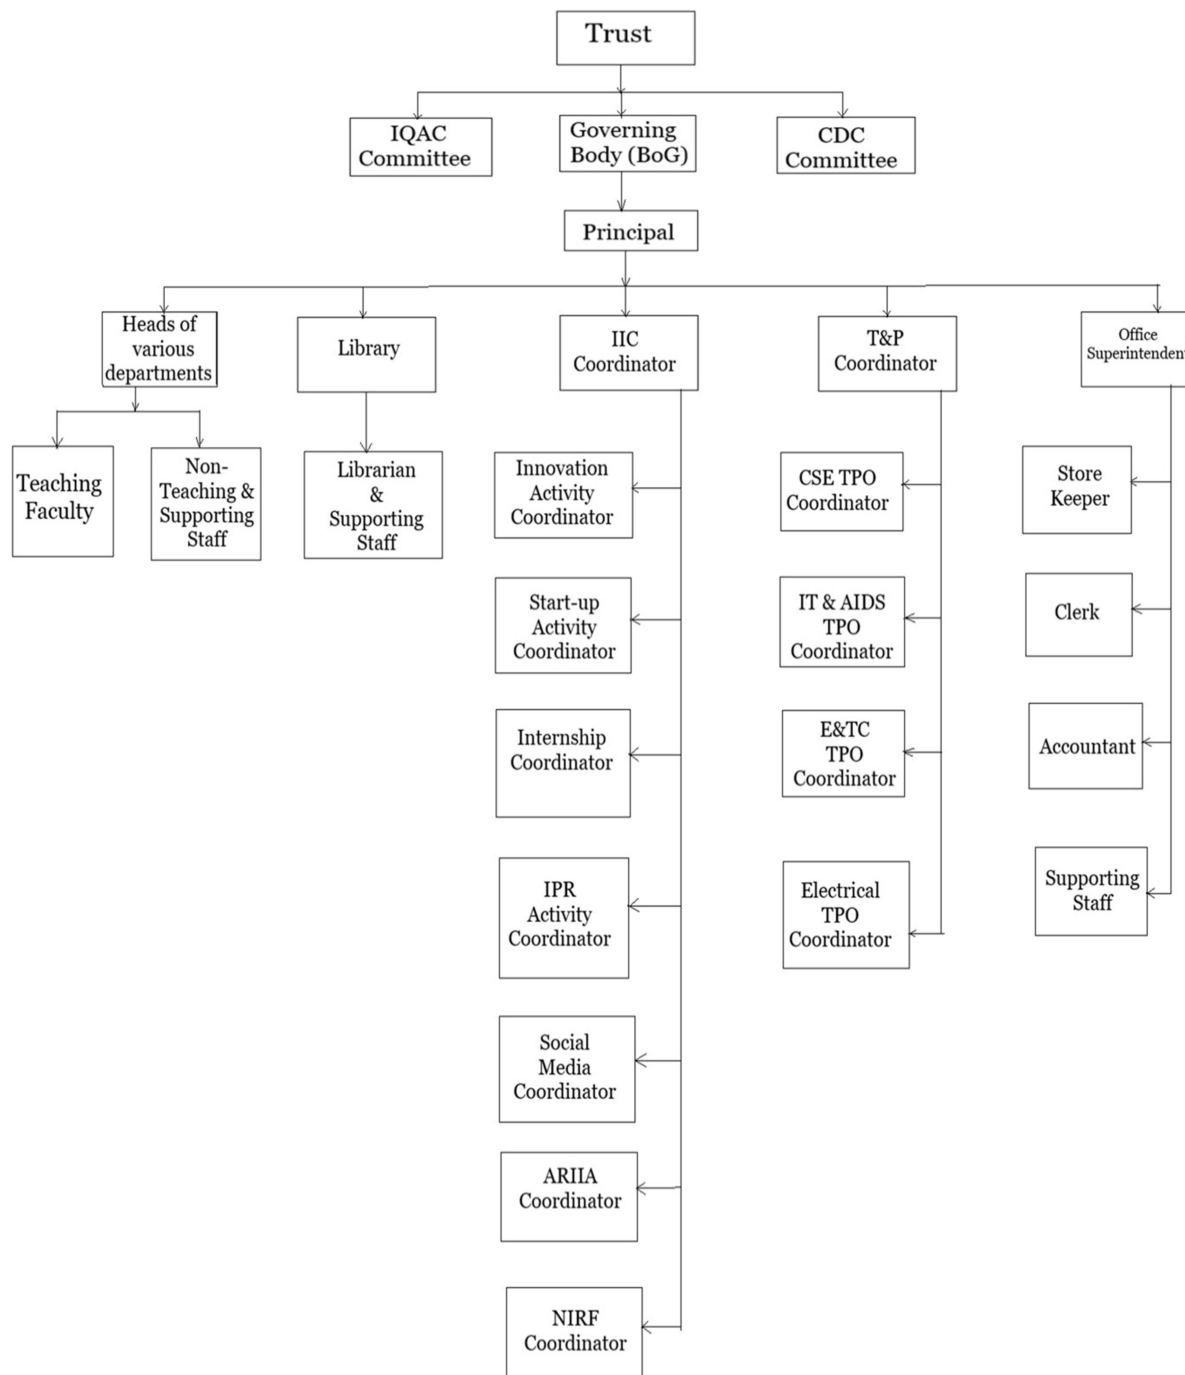 Trust
IQAC
Committee
Governing
Body (BoG)
CDC
Committee
Principal
Heads of
various
departments
Library
IIC
Coordinator
T&P
Coordinator
Office
Superintendent
Teaching
Faculty
Non-
Teaching &
Supporting
Staff
Librarian
&
Supporting
Staff
Innovation
Activity
Coordinator
Start-up
Activity
Coordinator
Internship
Coordinator
IPR
Activity
Coordinator
Social
Media
Coordinator
ARIIA
Coordinator
NIRF
Coordinator
CSE TPO
Coordinator
IT & AIDS
TPO
Coordinator
E&TC
TPO
Coordinator
Electrical
TPO
Coordinator
Store
Keeper
Clerk
Accountant
Supporting
Staff